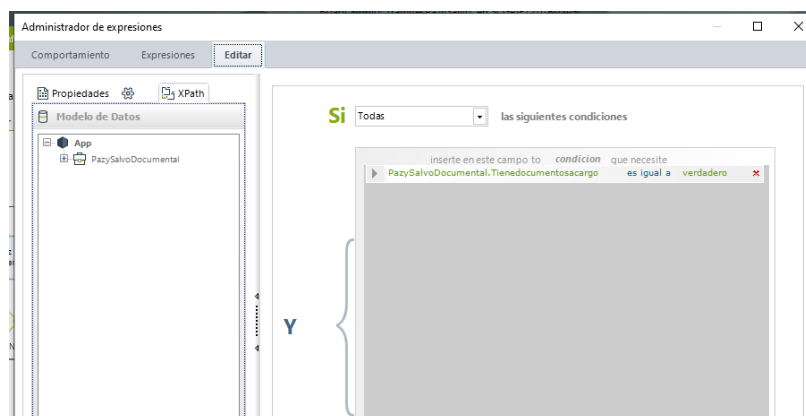 Administrador de expresiones
Comportamiento Expresiones Editar
Propiedades XPath
Modelo de Datos
App
PazySalvoDocumental
Si Todas las siguientes condiciones
inserte en este campo to condicion que necesite
PazySalvoDocumental.Tienedocumentosacargo es igual a verdadero
Y